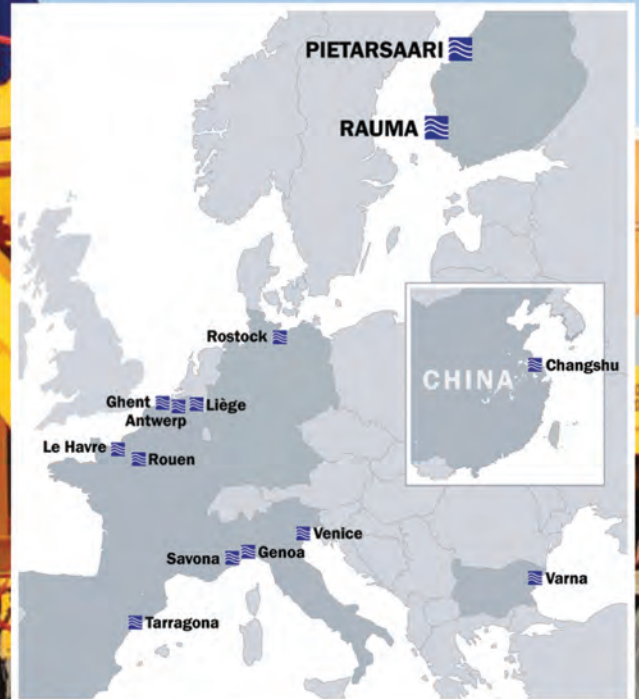 PIETARSAARI
RAUMA
Rostock
CHINA
Changshu
Ghent
Antwerp
Liège
Le Havre
Rouen
Venice
Savona
Genoa
Varna
Tarragona